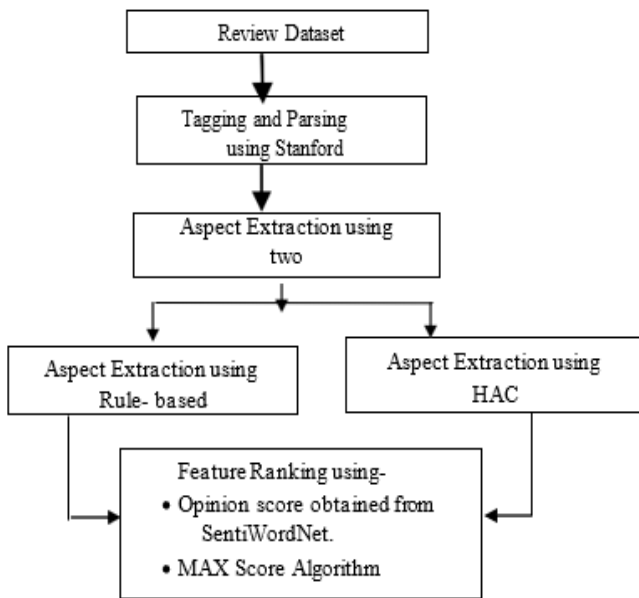 Review Dataset
Tagging and Parsing
using Stanford
Aspect Extraction using
two
Aspect Extraction using
Rule- based
Aspect Extraction using
HAC
Feature Ranking using-
• Opinion score obtained from
SentiWordNet.
• MAX Score Algorithm